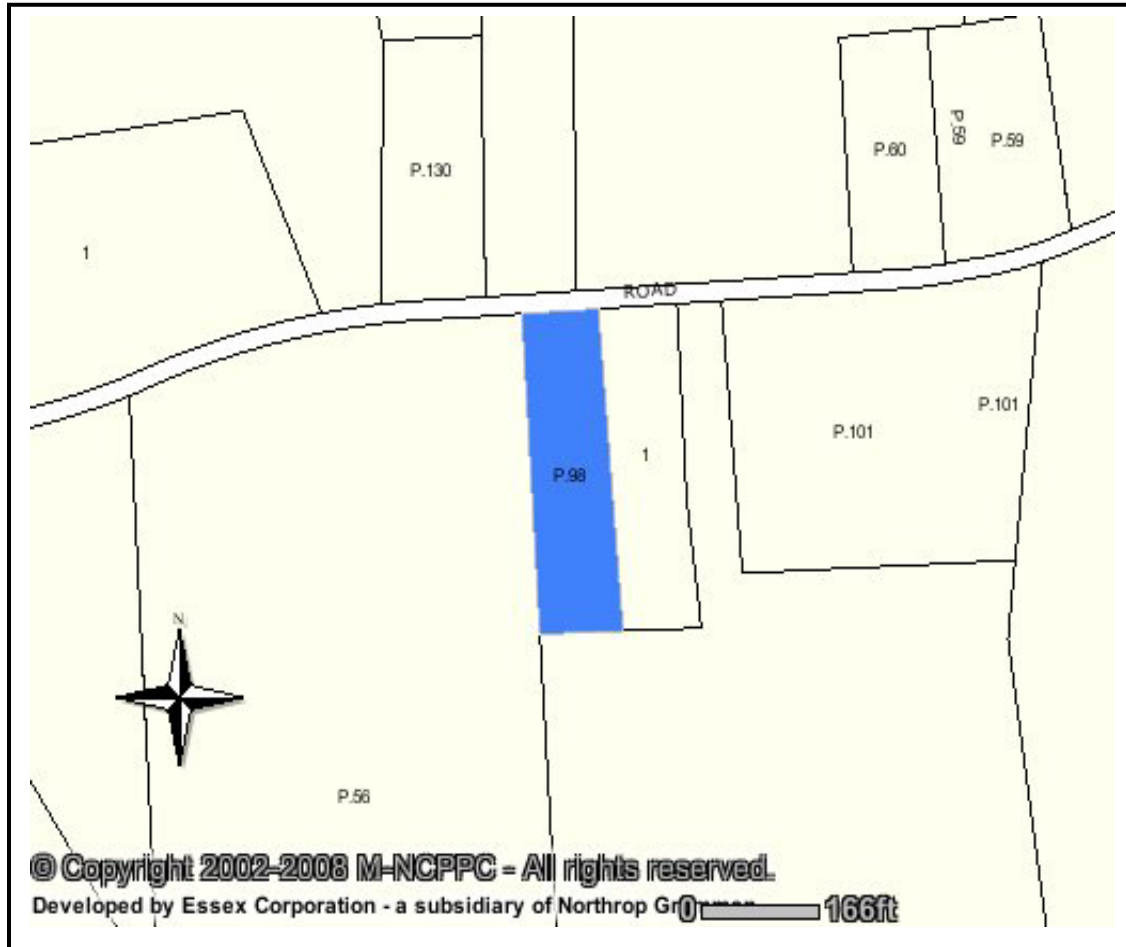 P.130
P.60
P.59
P.59
1
ROAD
P.101
P.101
1
P.98
N
P.56
© Copyright 2002-2008 M-NCPPC - All rights reserved.
Developed by Essex Corporation - a subsidiary of Northrop
0 166ft